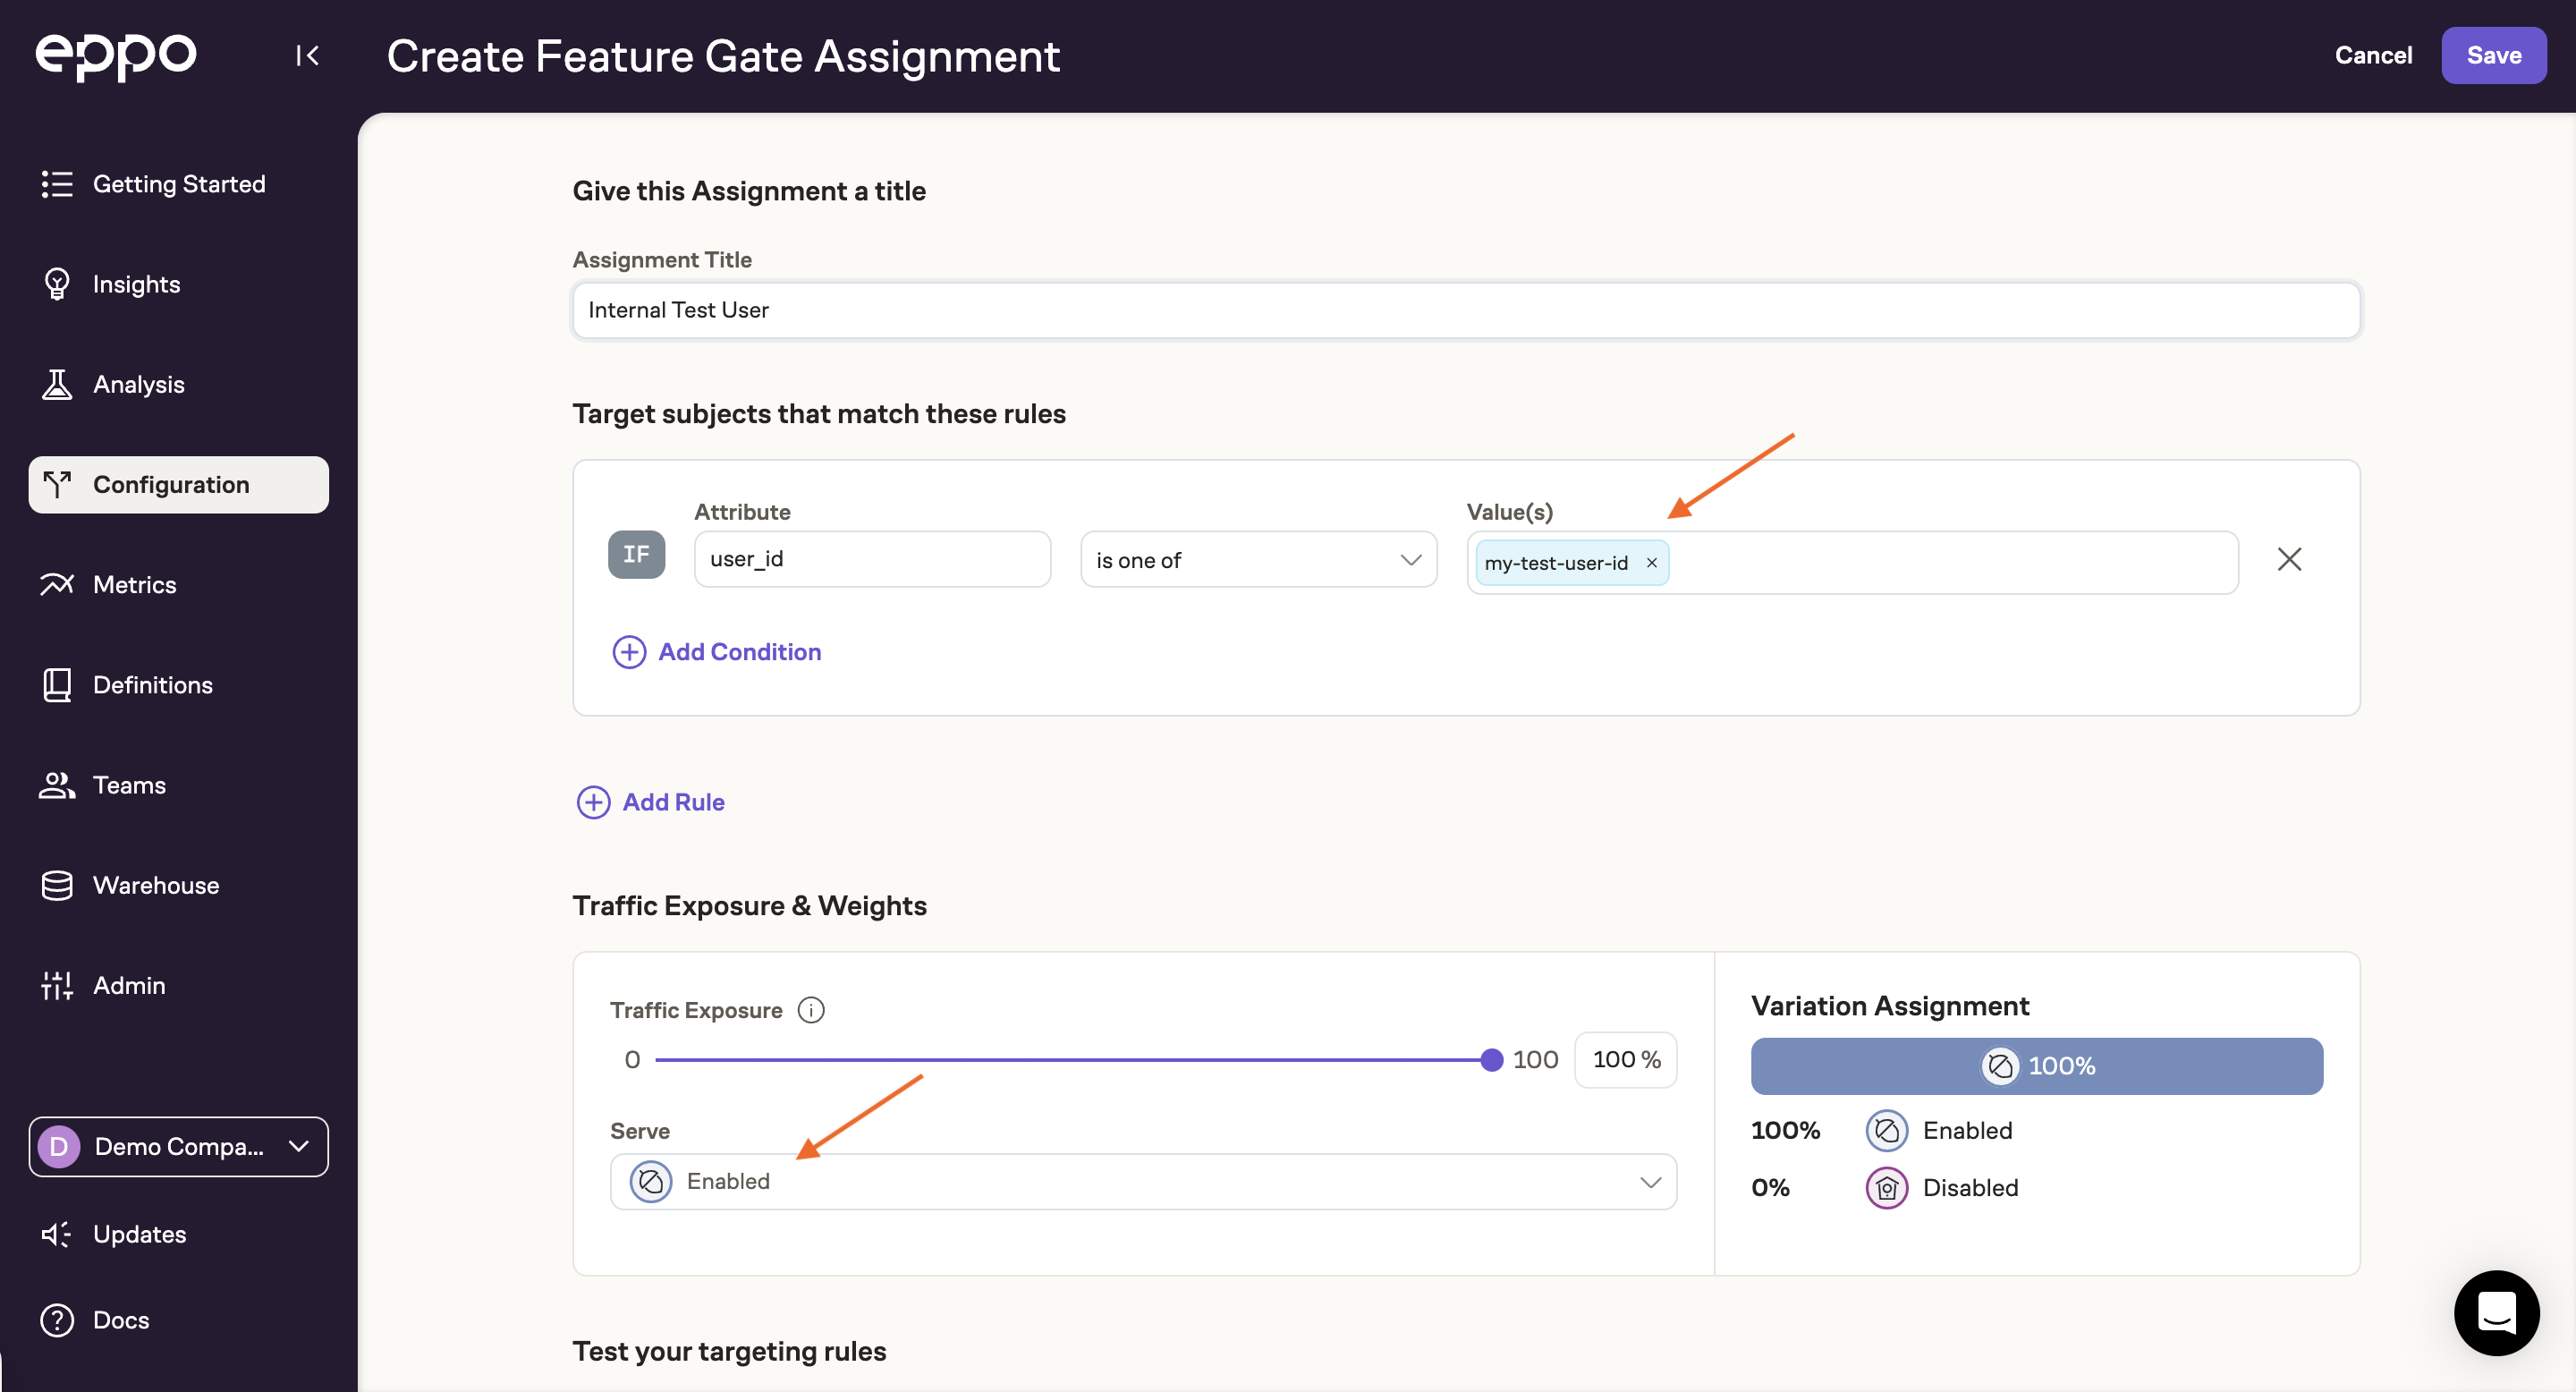 eppo
Create Feature Gate Assignment
Cancel
Save
Getting Started
Insights
Analysis
Configuration
Metrics
Definitions
Teams
Warehouse
Admin
D Demo Compa...
Updates
Docs
Give this Assignment a title
Assignment Title
Internal Test User
Target subjects that match these rules
Attribute
Value(s)
IF
user_id
is one of
my-test-user-id ×
Add Condition
Add Rule
Traffic Exposure & Weights
Traffic Exposure
0
100
100 %
Serve
Enabled
Variation Assignment
100%
100% Enabled
0% Disabled
Test your targeting rules